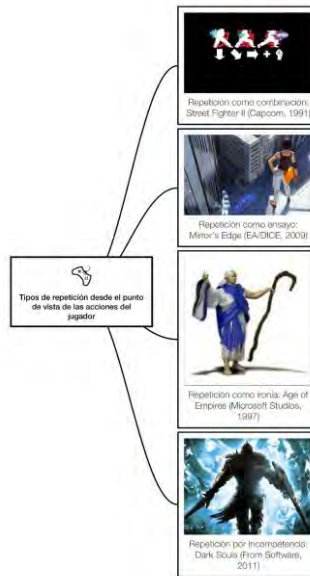 Repetición como combinación:
Street Fighter II (Capcom, 1991)
Repetición como ensayo:
Mirror's Edge (EA/DICE, 2009)
Tipos de repetición desde el punto
de vista de las acciones del
jugador
Repetición como ironía: Age of
Empires (Microsoft Studios,
1997)
Repetición por incompetencia:
Dark Souls (From Software,
2011)